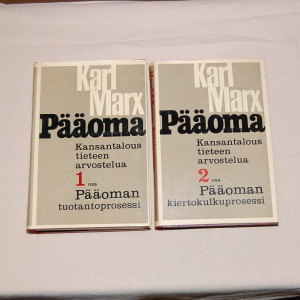 Karl
Marx
Pääoma
Kansantalous
tieteen
arvostelua
1 osa
Pääoman
tuotantoprosessi
Karl
Marx
Pääoma
Kansantalous
tieteen
arvostelua
2 osa
Pääoman
kiertokulkuprosessi